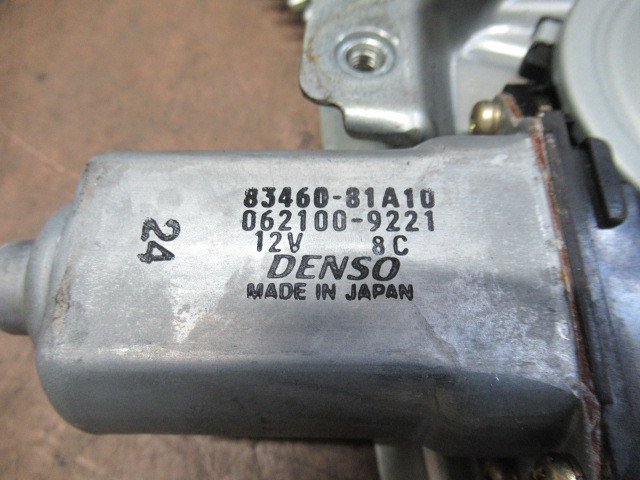 83460-81A10
062100-9221
12V 8C
DENSO
MADE IN JAPAN
24